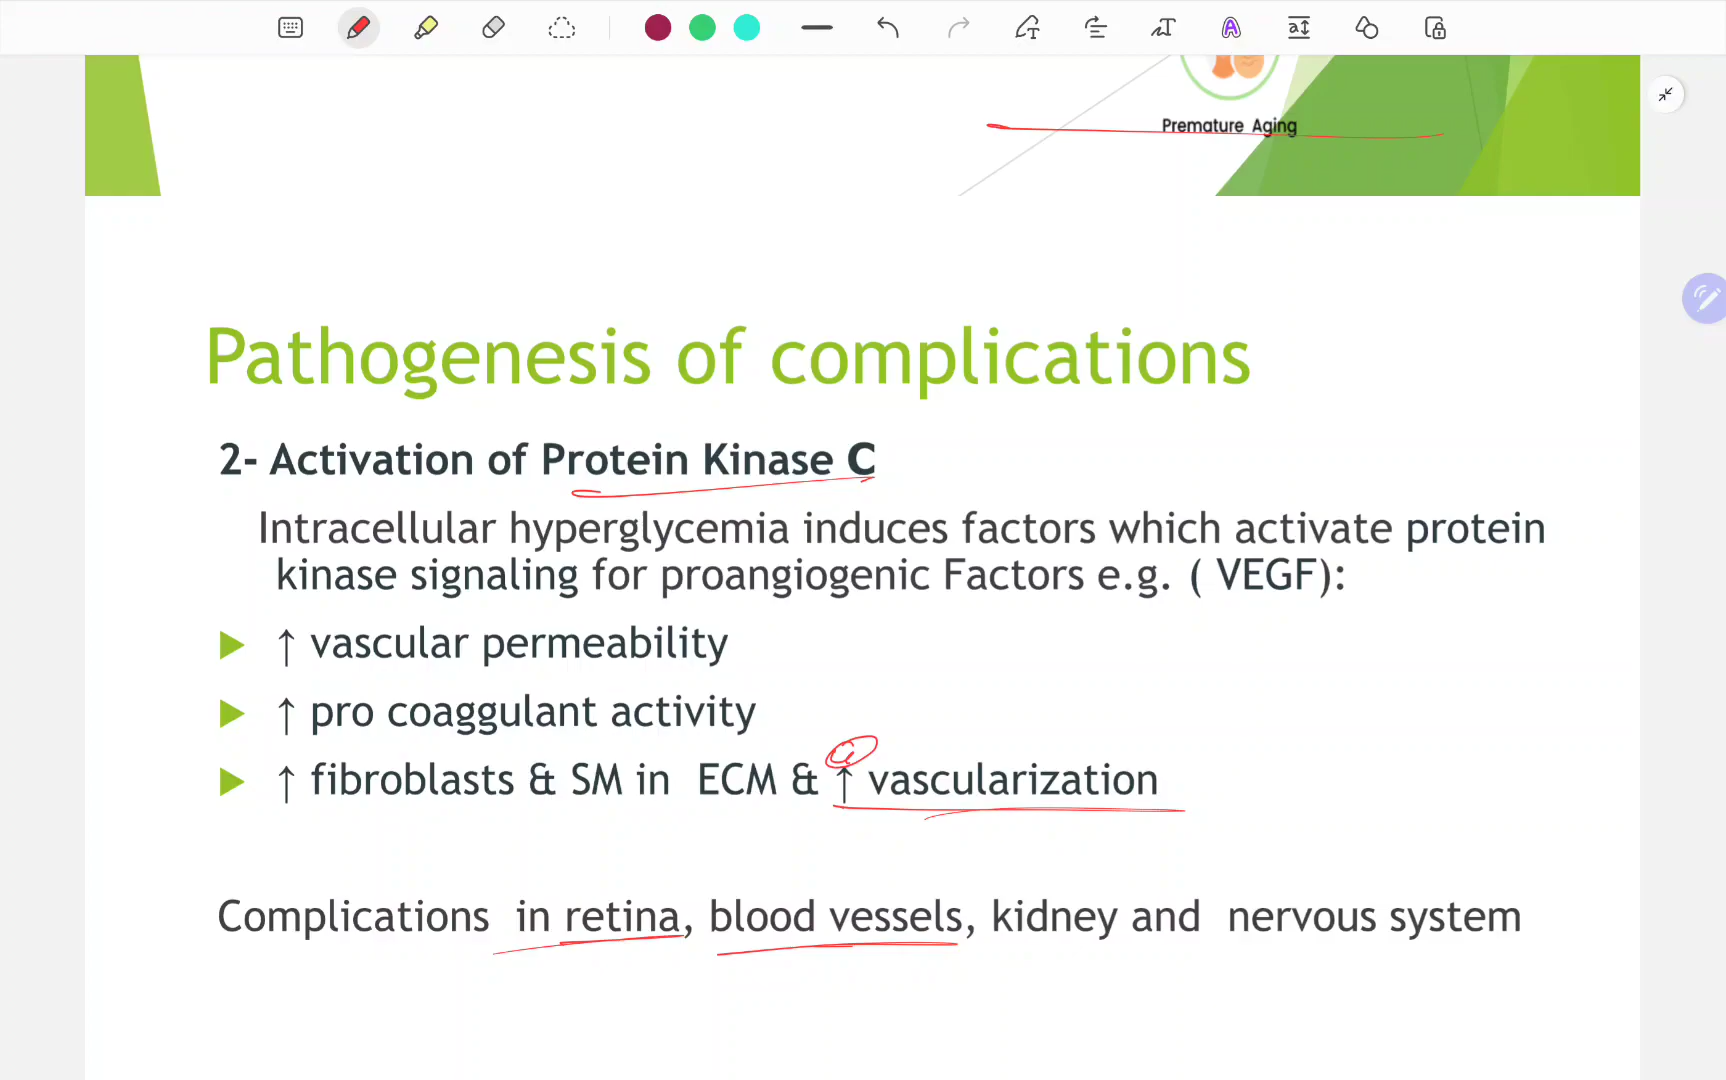 Premature Aging
Pathogenesis of complications
2- Activation of Protein Kinase C
Intracellular hyperglycemia induces factors which activate protein
kinase signaling for proangiogenic Factors e.g. ( VEGF):
▶ ↑ vascular permeability
▶ ↑ pro coaggulant activity
▶ ↑ fibroblasts & SM in ECM & ↑ vascularization
Complications in retina, blood vessels, kidney and nervous system